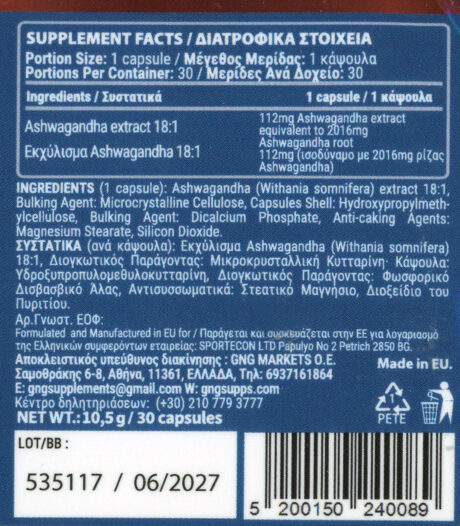 SUPPLEMENT FACTS / ΔΙΑΤΡΟΦΙΚΑ ΣΤΟΙΧΕΙΑ
Portion Size: 1 capsule / Μέγεθος Μερίδας: 1 κάψουλα
Portions Per Container: 30 / Μερίδες Ανά Δοχείο: 30
Ingredients / Συστατικά 1 capsule / 1 κάψουλα
Ashwagandha extract 18:1
Εκχύλισμα Ashwagandha 18:1
112mg Ashwagandha extract
equivalent to 2016mg
Ashwagandha root
112mg (ισοδύναμο με 2016mg ρίζας
Ashwagandha)
INGREDIENTS (1 capsule): Ashwagandha (Withania somnifera) extract 18:1,
Bulking Agent: Microcrystalline Cellulose, Capsules Shell: Hydroxypropylmeth-
ylcellulose, Bulking Agent: Dicalcium Phosphate, Anti-caking Agents:
Magnesium Stearate, Silicon Dioxide.
ΣΥΣΤΑΤΙΚΑ (ανά κάψουλα): Εκχύλισμα Ashwagandha (Withania somnifera)
18:1, Διογκωτικός Παράγοντας: Μικροκρυσταλλική Κυτταρίνη· Κάψουλα:
Υδροξυπροπυλομεθυλοκυτταρίνη, Διογκωτικός Παράγοντας: Φωσφορικό
Δισβασβικό Άλας, Αντισυσσωματικά: Στεατικό Μαγνήσιο, Διοξείδιο του
Πυριτίου.
Αρ.Γνωστ. ΕΟΦ:
Formulated and Manufactured in EU for / Παράγεται και συσκευάζεται στην ΕΕ για λογαριασμό
της Ελληνικών συμφερόντων εταιρείας: SPORTECON LTD Papulyo No 2 Petrich 2850 BG.
Αποκλειστικός υπεύθυνος διακίνησης : GNG MARKETS O.E.
Σαμοθράκης 6-8, Αθήνα, 11361, ΕΛΛΑΔΑ, Τηλ: 6937161864
E: gngsupplements@gmail.com W: gngsupps.com
Κέντρο δηλητηριάσεων: (+30) 210 779 3777
NET WT.: 10,5 g / 30 capsules
Made in EU.
1
PETE
LOT/BB :
535117 / 06/2027
5 200150 240089